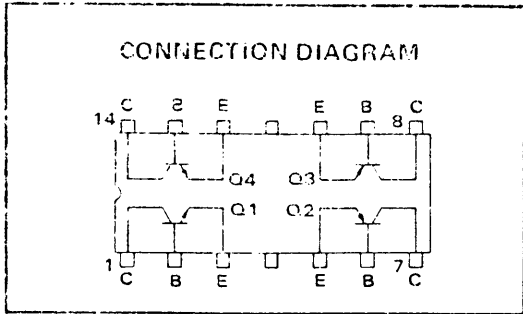 CONNECTION DIAGRAM
C B E E B C
14 8
Q4 Q3
Q1 Q2
1 7
C B E E B C